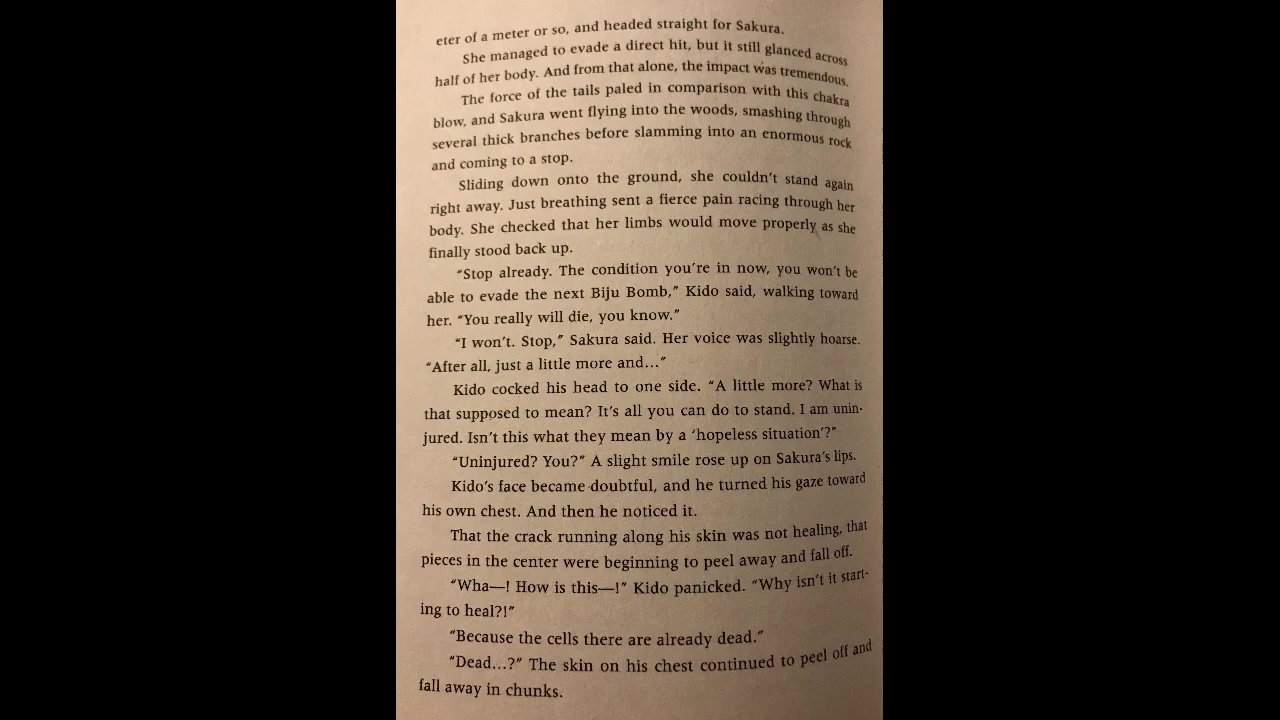 eter of a meter or so, and headed straight for Sakura.
She managed to evade a direct hit, but it still glanced across
half of her body. And from that alone, the impact was tremendous.
The force of the tails paled in comparison with this chakra
blow, and Sakura went flying into the woods, smashing through
several thick branches before slamming into an enormous rock
and coming to a stop.
Sliding down onto the ground, she couldn't stand again
right away. Just breathing sent a fierce pain racing through her
body. She checked that her limbs would move properly as she
finally stood back up.
"Stop already. The condition you're in now, you won't be
able to evade the next Biju Bomb," Kido said, walking toward
her. "You really will die, you know."
"I won't. Stop," Sakura said. Her voice was slightly hoarse.
"After all, just a little more and…"
Kido cocked his head to one side. "A little more? What is
that supposed to mean? It's all you can do to stand. I am unin-
jured. Isn't this what they mean by a 'hopeless situation'?"
"Uninjured? You?" A slight smile rose up on Sakura's lips.
Kido's face became doubtful, and he turned his gaze toward
his own chest. And then he noticed it.
That the crack running along his skin was not healing, that
pieces in the center were beginning to peel away and fall off.
"Wha—! How is this—!" Kido panicked. "Why isn't it start-
ing to heal?!"
"Because the cells there are already dead."
"Dead…?" The skin on his chest continued to peel off and
fall away in chunks.